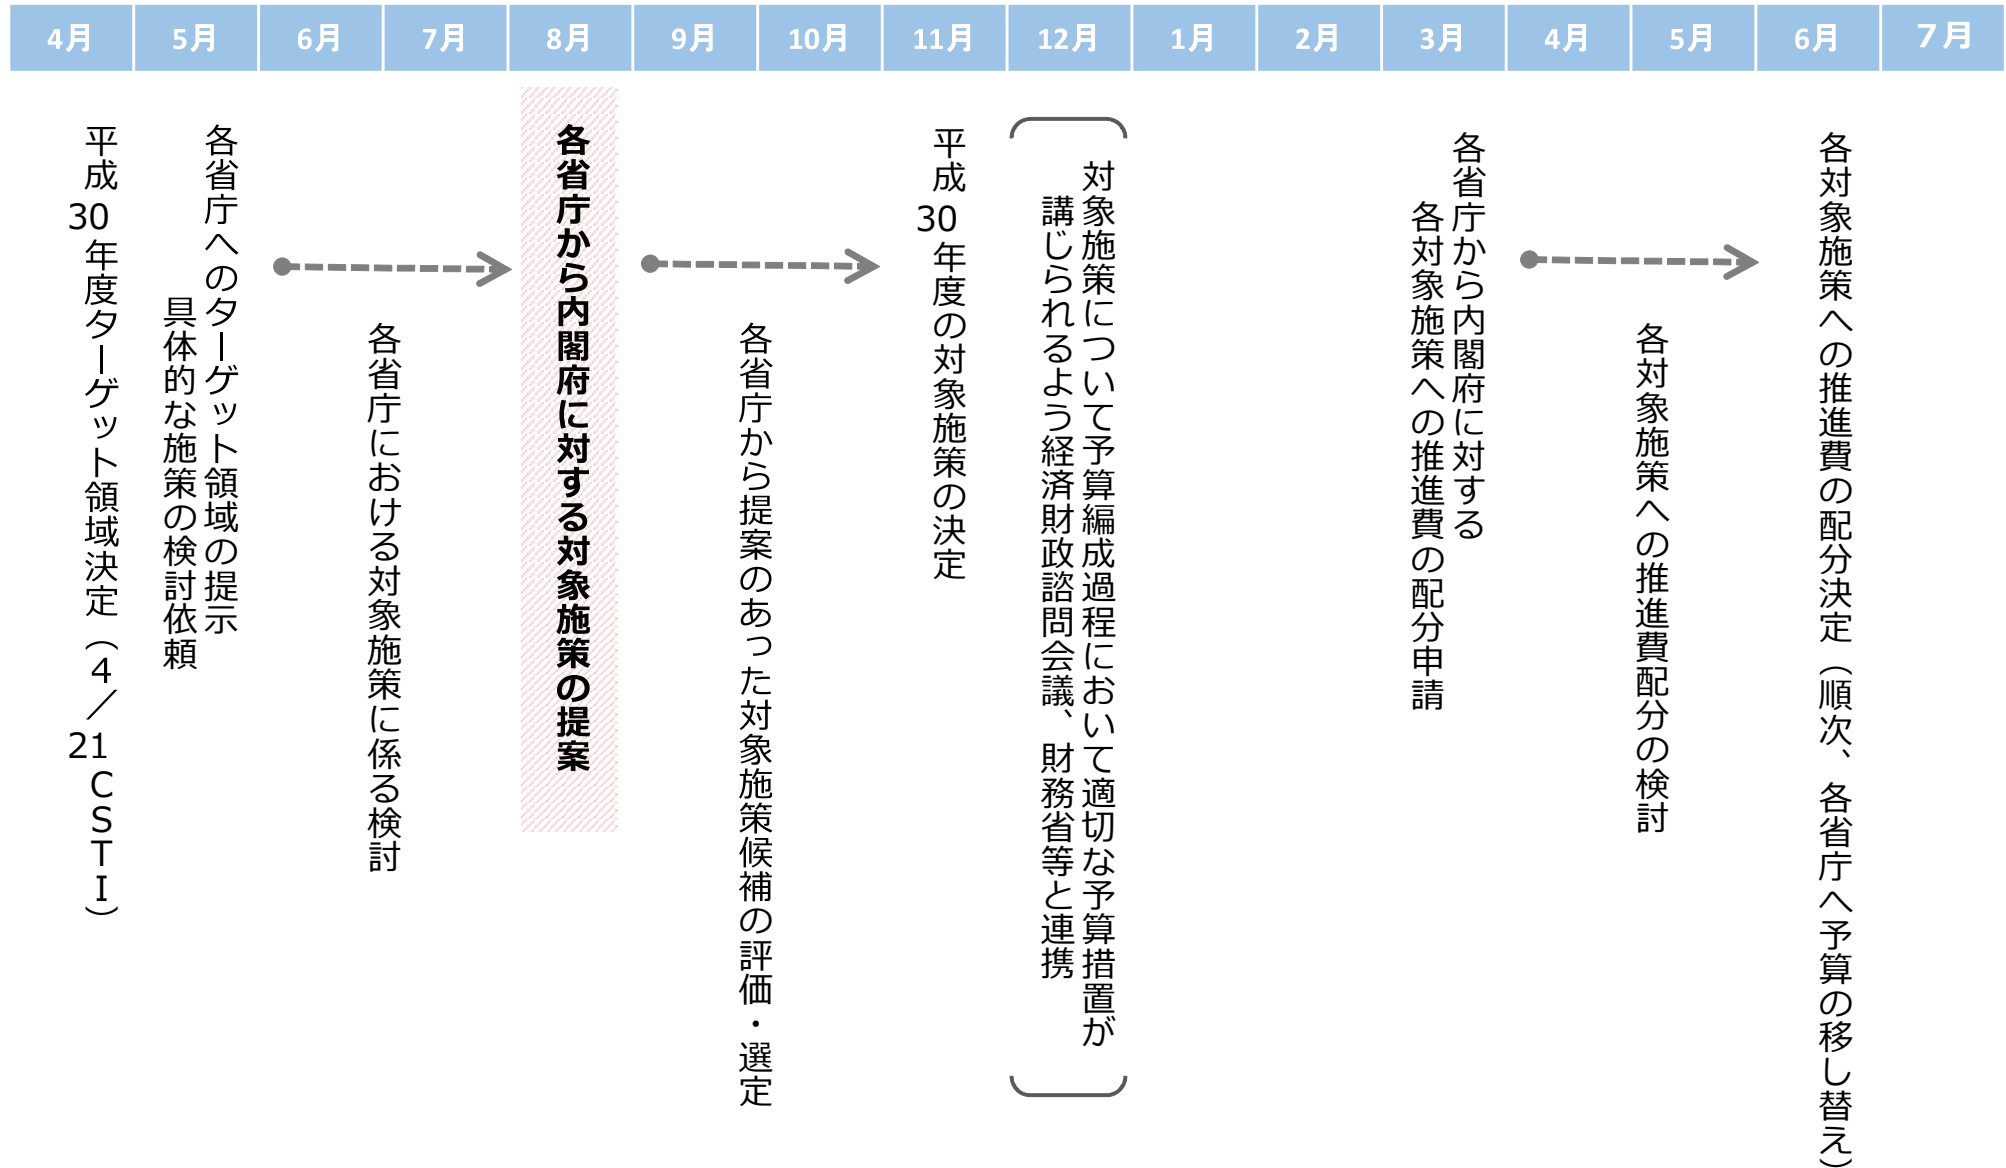 4月
5月
6月
7月
8月
9月
10月
11月
12月
1月
2月
3月
4月
5月
6月
7月
平成30年度ターゲット領域決定（４／21ＣＳＴＩ）
各省庁へのターゲット領域の提示
具体的な施策の検討依頼
各省庁における対象施策に係る検討
各省庁から内閣府に対する対象施策の提案
各省庁から提案のあった対象施策候補の評価・選定
平成30年度の対象施策の決定
対象施策について予算編成過程において適切な予算措置が
講じられるよう経済財政諮問会議、財務省等と連携
各省庁から内閣府に対する
各対象施策への推進費の配分申請
各対象施策への推進費配分の検討
各対象施策への推進費の配分決定（順次、各省庁へ予算の移し替え）